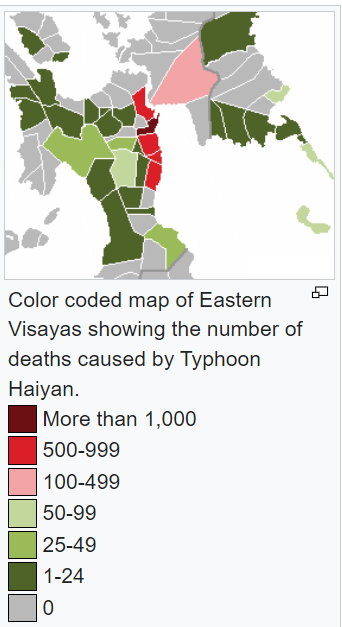 Color coded map of Eastern
Visayas showing the number of
deaths caused by Typhoon
Haiyan.
More than 1,000
500-999
100-499
50-99
25-49
1-24
0